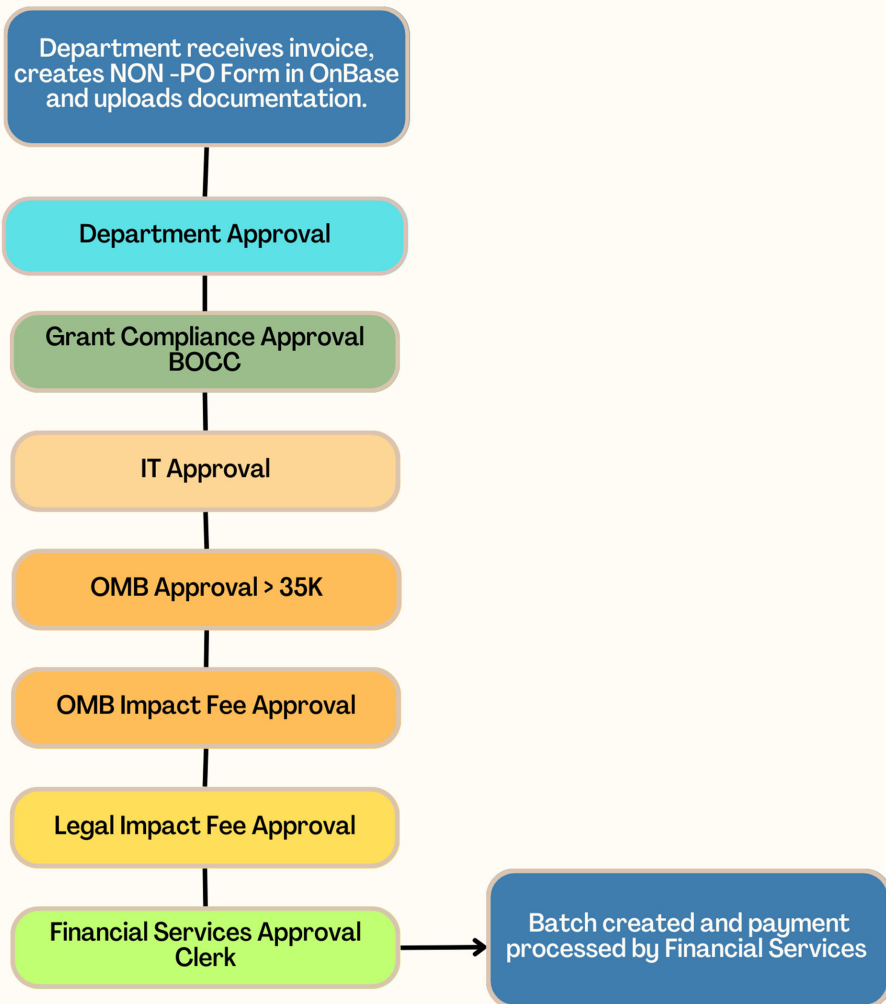 Department receives invoice,
creates NON -PO Form in OnBase
and uploads documentation.
Department Approval
Grant Compliance Approval
BOCC
IT Approval
OMB Approval > 35K
OMB Impact Fee Approval
Legal Impact Fee Approval
Financial Services Approval
Clerk
Batch created and payment
processed by Financial Services